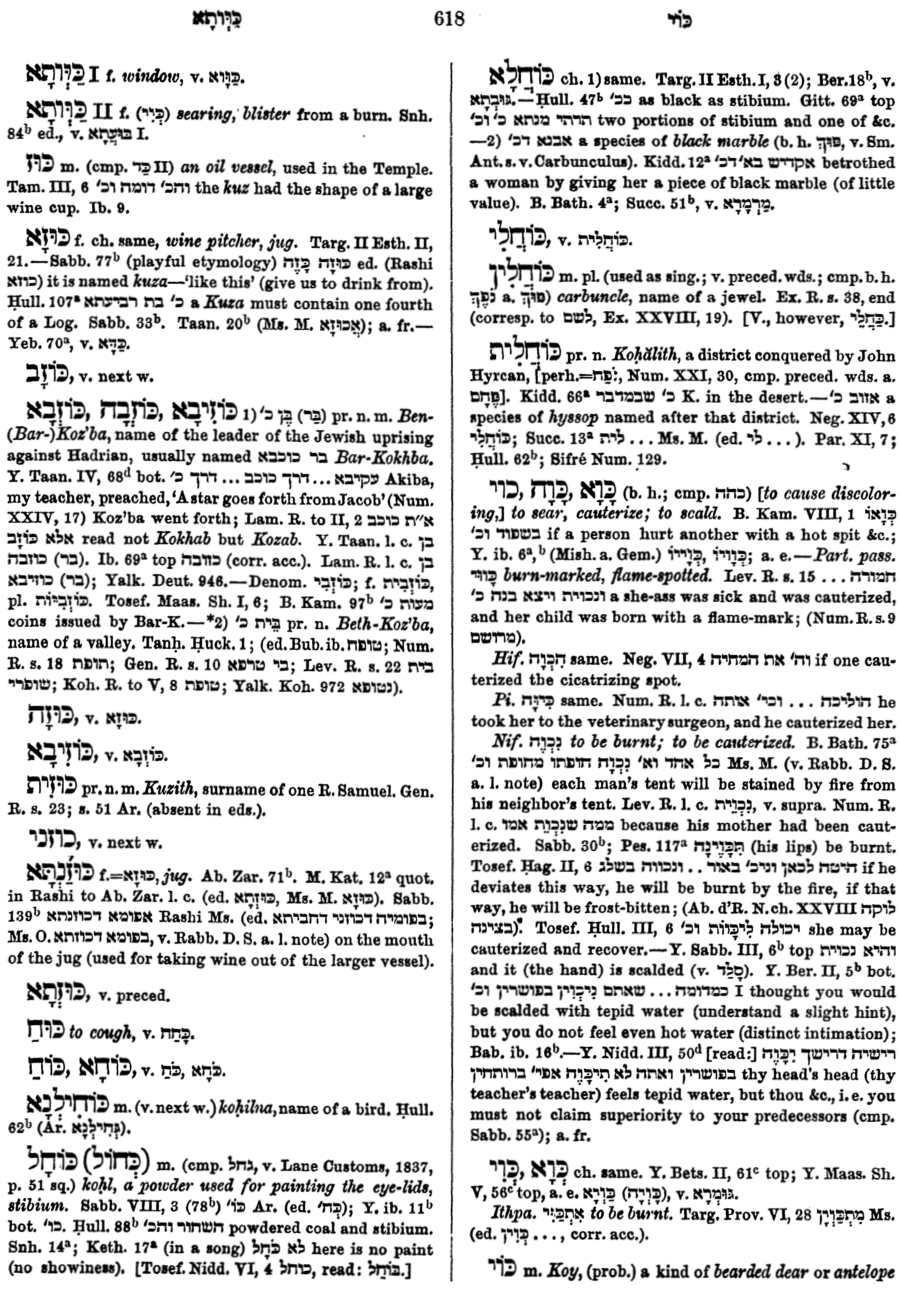 כַּוְּתָא 618 כּוֹי
כַּוְּתָא I f. window, v. כַּוָּא.
כַּוְּתָא II f. (כְּוִי) searing, blister from a burn. Snh.
84b ed., v. בּוּעֲתָא I.
כּוּז m. (cmp. כַּד II) an oil vessel, used in the Temple.
Tam. III, 6 והכ׳ דומה וכ׳ the kuz had the shape of a large
wine cup. Ib. 9.
כּוּזָא f. ch. same, wine pitcher, jug. Targ. II Esth. II,
21.—Sabb. 77b (playful etymology) כּוּזָה כָּזֶה ed. (Rashi
כוזא) it is named kuza—‘like this’ (give us to drink from).
Ḥull. 107a כ׳ בת רביעתא a Kuza must contain one fourth
of a Log. Sabb. 33b. Taan. 20b (Ms. M. אֲכוּזָא); a. fr.—
Yeb. 70a, v. כַּדָּא.
כּוֹזָב, v. next w.
כּוֹזְבָא, כּוֹזְבָה, כּוֹזִיבָא 1) בֶּן כ׳ (בַּר) pr. n. m. Ben-
(Bar-)Koz’ba, name of the leader of the Jewish uprising
against Hadrian, usually named בר כוכבא Bar-Kokhba.
Y. Taan. IV, 68d bot. עקיבא ... דרך כוכב ... דרך כ׳ Akiba,
my teacher, preached, ‘A star goes forth from Jacob’ (Num.
XXIV, 17) Koz’ba went forth; Lam. R. to II, 2 א״ת כוכב
אלא כּוֹזָב read not Kokhab but Kozab. Y. Taan. l. c. בן
כוזבה (בר). Ib. 69a top כוזבה (corr. acc.). Lam. R. l. c. בן
כוזיבא (בר); Yalk. Deut. 946.—Denom. כּוֹזְבִי; f. כּוֹזְבִית,
pl. כּוֹזְבִיּוֹת. Tosef. Maas. Sh. I, 6; B. Kam. 97b מעות כ׳
coins issued by Bar-K.—*2) בֵּית כ׳ pr. n. Beth-Koz’ba,
name of a valley. Tanḥ. Ḥuck. 1; (ed. Bub. ib. טופח; Num.
R. s. 18 תופת; Gen. R. s. 10 בי טרפא; Lev. R. s. 22 בית
שופרי; Koh. R. to V, 8 טופת; Yalk. Koh. 972 נטופא).
כּוּזָה, v. כּוּזָא.
כּוֹזִיבָא, v. כּוֹזְבָא.
כּוּזִית pr. n. m. Kuzith, surname of one R. Samuel. Gen.
R. s. 23; s. 51 Ar. (absent in eds.).
כוזני, v. next w.
כּוּזַנְתָּא f.=כּוּזָא, jug. Ab. Zar. 71b. M. Kat. 12a quot.
in Rashi to Ab. Zar. l. c. (ed. כּוּזְתָא, Ms. M. כּוּזָא). Sabb.
139b אפומא דכוזנתא Rashi Ms. (ed. בפומיה דכוזני דחביתא;
Ms. O. בפומא דכוזתא, v. Rabb. D. S. a. l. note) on the mouth
of the jug (used for taking wine out of the larger vessel).
כּוּזְתָא, v. preced.
כּוּחַ to cough, v. כָּחַח.
כּוֹחָא, כּוֹחַ, v. כֹּחָא, כֹּחַ.
כּוֹחִילְנָא m. (v. next w.) koḥilna, name of a bird. Ḥull.
62b (Ar. כְּחִילְנָא).
כּוֹחָל (כְּחוֹל) m. (cmp. גחל, v. Lane Customs, 1837,
p. 51 sq.) koḥl, a powder used for painting the eye-lids,
stibium. Sabb. VIII, 3 (78b) כּוֹ׳ Ar. (ed. כְּח׳); Y. ib. 11b
bot. כו׳. Ḥull. 88b השחור והכ׳ powdered coal and stibium.
Snh. 14a; Keth. 17a (in a song) לא כֹּחָל here is no paint
(no showiness). [Tosef. Nidd. VI, 4 כוחל, read: כּוֹחֵל.]
כּוֹחֲלָא ch. 1) same. Targ. II Esth. I, 3 (2); Ber. 18b, v.
גּוּבְתָא.—Ḥull. 47b ככ׳ as black as stibium. Gitt. 69a top
תרתי מנתא כ׳ וכ׳ two portions of stibium and one of &c.
—2) אבנא דכ׳ a species of black marble (b. h. פּוּךְ, v. Sm.
Ant. s. v. Carbunculus). Kidd. 12a אקדיש בא׳ דכ׳ betrothed
a woman by giving her a piece of black marble (of little
value). B. Bath. 4a; Succ. 51b, v. מַרְמְרָא.
כּוֹחֲלִי, v. כּוֹחֲלִית.
כּוֹחֲלִין m. pl. (used as sing.; v. preced. wds.; cmp. b. h.
נֹפֶךְ a. פּוּךְ) carbuncle, name of a jewel. Ex. R. s. 38, end
(corresp. to לשם, Ex. XXVIII, 19). [V., however, כַּחֲלֵי.]
כּוֹחֲלִית pr. n. Koḥălith, a district conquered by John
Hyrcan, [perh.=נֹפַח, Num. XXI, 30, cmp. preced. wds. a.
פֶּחָם]. Kidd. 66a כ׳ שבמדבר K. in the desert.—אזוב כ׳ a
species of hyssop named after that district. Neg. XIV, 6
כּוֹחֲלִי; Succ. 13a לית ... Ms. M. (ed. לי׳ ...). Par. XI, 7;
Ḥull. 62b; Sifré Num. 129.
כָּוָא, כָּוָה, כוי (b. h.; cmp. כהה) [to cause discolor-
ing,] to sear, cauterize; to scald. B. Kam. VIII, 1 כְּוָאוֹ
בשפוד וכ׳ if a person hurt another with a hot spit &c.;
Y. ib. 6a,b (Mish. a. Gem.) כְּוָיוֹ, כְּוָויוֹ; a. e.—Part. pass.
כָּווּי burn-marked, flame-spotted. Lev. R. s. 15 ... חמורה
ונכוית ויצא בנה כ׳ a she-ass was sick and was cauterized,
and her child was born with a flame-mark; (Num. R. s. 9
מרושם).
Hif. הִכְוָה same. Neg. VII, 4 וה׳ את המחיה if one cau-
terized the cicatrizing spot.
Pi. כִּיוָּה same. Num. R. l. c. הוליכה ... וכי׳ אותה he
took her to the veterinary surgeon, and he cauterized her.
Nif. נִכְוָה to be burnt; to be cauterized. B. Bath. 75a
כל אחד וא׳ נִכְוָה חופתו מחופת וכ׳ Ms. M. (v. Rabb. D. S.
a. l. note) each man’s tent will be stained by fire from
his neighbor’s tent. Lev. R. l. c. נִכְוֵית, v. supra. Num. R.
l. c. ממה שנִּכְוֵת אמו because his mother had been caut-
erized. Sabb. 30b; Pes. 117a תִּכָּוֶינָה (his lips) be burnt.
Tosef. Ḥag. II, 6 היטה לכאן וניכ׳ באור .. ונכווה בשלג if he
deviates this way, he will be burnt by the fire, if that
way, he will be frost-bitten; (Ab. d’R. N. ch. XXVIII לוקה
בצינה). Tosef. Ḥull. III, 6 יכולה לִיכָּווֹת וכ׳ she may be
cauterized and recover.—Y. Sabb. III, 6b top והיא נכוית
and it (the hand) is scalded (v. סָלַד). Y. Ber. II, 5b bot.
כמדומה ... שאתם נִיכְוִין בפושרין וכ׳ I thought you would
be scalded with tepid water (understand a slight hint),
but you do not feel even hot water (distinct intimation);
Bab. ib. 16b.—Y. Nidd. III, 50d [read:] רישיה דרישך יִכָּוֶה
בפושרין ואתה לא תִיכָּוֶה אפי׳ ברותחין thy head’s head (thy
teacher’s teacher) feels tepid water, but thou &c., i. e. you
must not claim superiority to your predecessors (cmp.
Sabb. 55a); a. fr.
כְּוָא, כְּוִי ch. same. Y. Bets. II, 61c top; Y. Maas. Sh.
V, 56c top, a. e. כַּוְיָא (כַּוְיָה), v. גּוּמְרָא.
Ithpa. אִתְכְּוִי to be burnt. Targ. Prov. VI, 28 מִתְכַּוְיָן Ms.
(ed. כְּוִין ..., corr. acc.).
כּוֹי m. Koy, (prob.) a kind of bearded dear or antelope